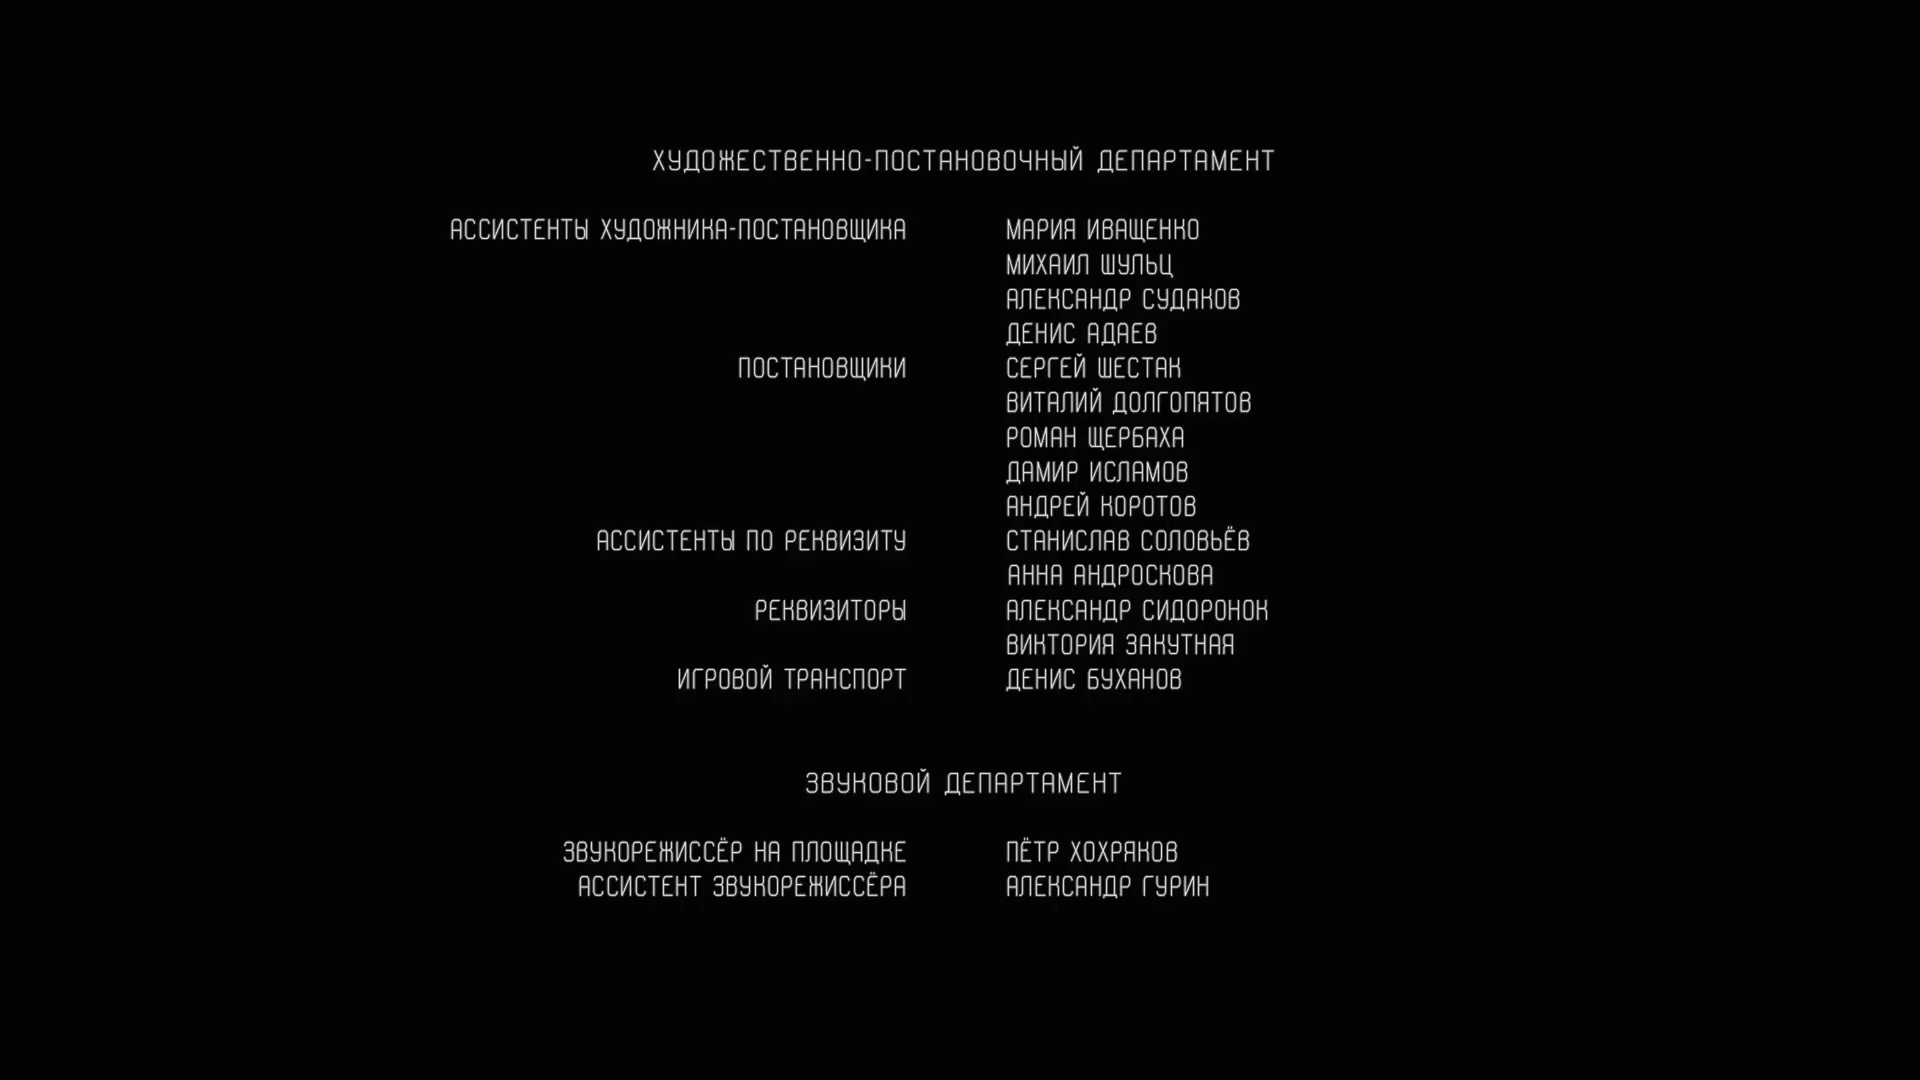 ХУДОЖЕСТВЕННО-ПОСТАНОВОЧНЫЙ ДЕПАРТАМЕНТ
АССИСТЕНТЫ ХУДОЖНИКА-ПОСТАНОВЩИКА МАРИЯ ИВАЩЕНКО
МИХАИЛ ШУЛЬЦ
АЛЕКСАНДР СУДАКОВ
ДЕНИС АДАЕВ
ПОСТАНОВЩИКИ СЕРГЕЙ ШЕСТАК
ВИТАЛИЙ ДОЛГОПЯТОВ
РОМАН ЩЕРБАХА
ДАМИР ИСЛАМОВ
АНДРЕЙ КОРОТОВ
АССИСТЕНТЫ ПО РЕКВИЗИТУ СТАНИСЛАВ СОЛОВЬЁВ
АННА АНДРОСКОВА
РЕКВИЗИТОРЫ АЛЕКСАНДР СИДОРОНОК
ВИКТОРИЯ ЗАКУТНАЯ
ИГРОВОЙ ТРАНСПОРТ ДЕНИС БУХАНОВ
ЗВУКОВОЙ ДЕПАРТАМЕНТ
ЗВУКОРЕЖИССЁР НА ПЛОЩАДКЕ ПЁТР ХОХРЯКОВ
АССИСТЕНТ ЗВУКОРЕЖИССЁРА АЛЕКСАНДР ГУРИН